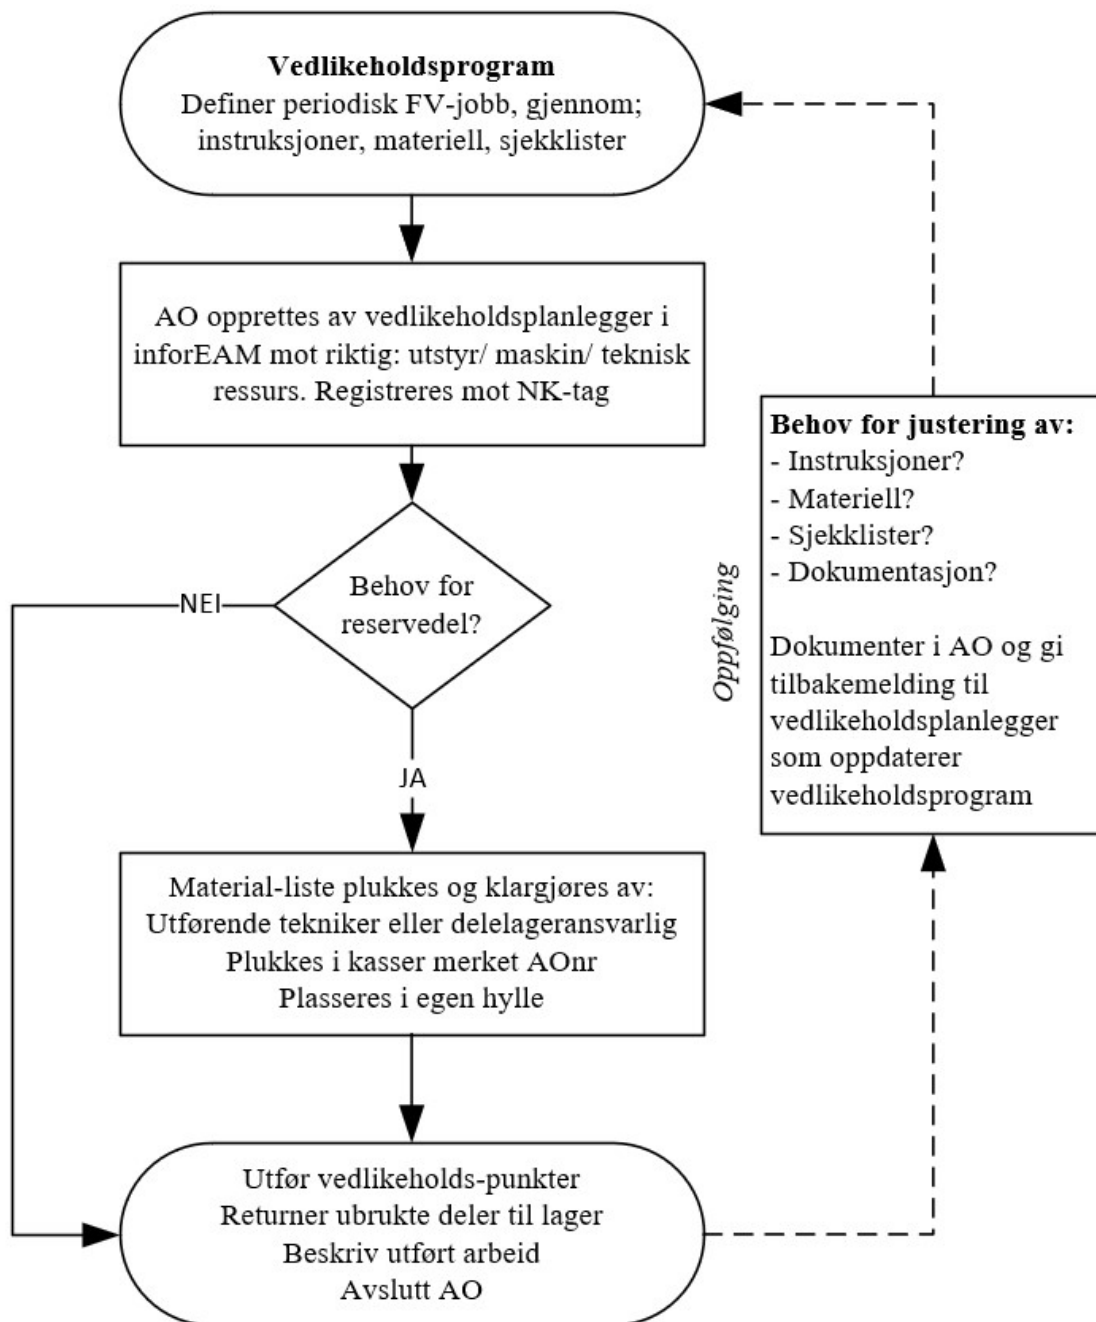 Vedlikeholdsprogram
Definer periodisk FV-jobb, gjennom;
instruksjoner, materiell, sjekklister
AO opprettes av vedlikeholdsplanlegger i
inforEAM mot riktig: utstyr/ maskin/ teknisk
ressurs. Registreres mot NK-tag
Behov for
reservedel?
NEI
JA
Material-liste plukkes og klargjøres av:
Utførende tekniker eller delelageransvarlig
Plukkes i kasser merket AOnr
Plasseres i egen hylle
Utfør vedlikeholds-punkter
Returner ubrukte deler til lager
Beskriv utført arbeid
Avslutt AO
Oppfølging
Behov for justering av:
- Instruksjoner?
- Materiell?
- Sjekklister?
- Dokumentasjon?
Dokumenter i AO og gi
tilbakemelding til
vedlikeholdsplanlegger
som oppdaterer
vedlikeholdsprogram